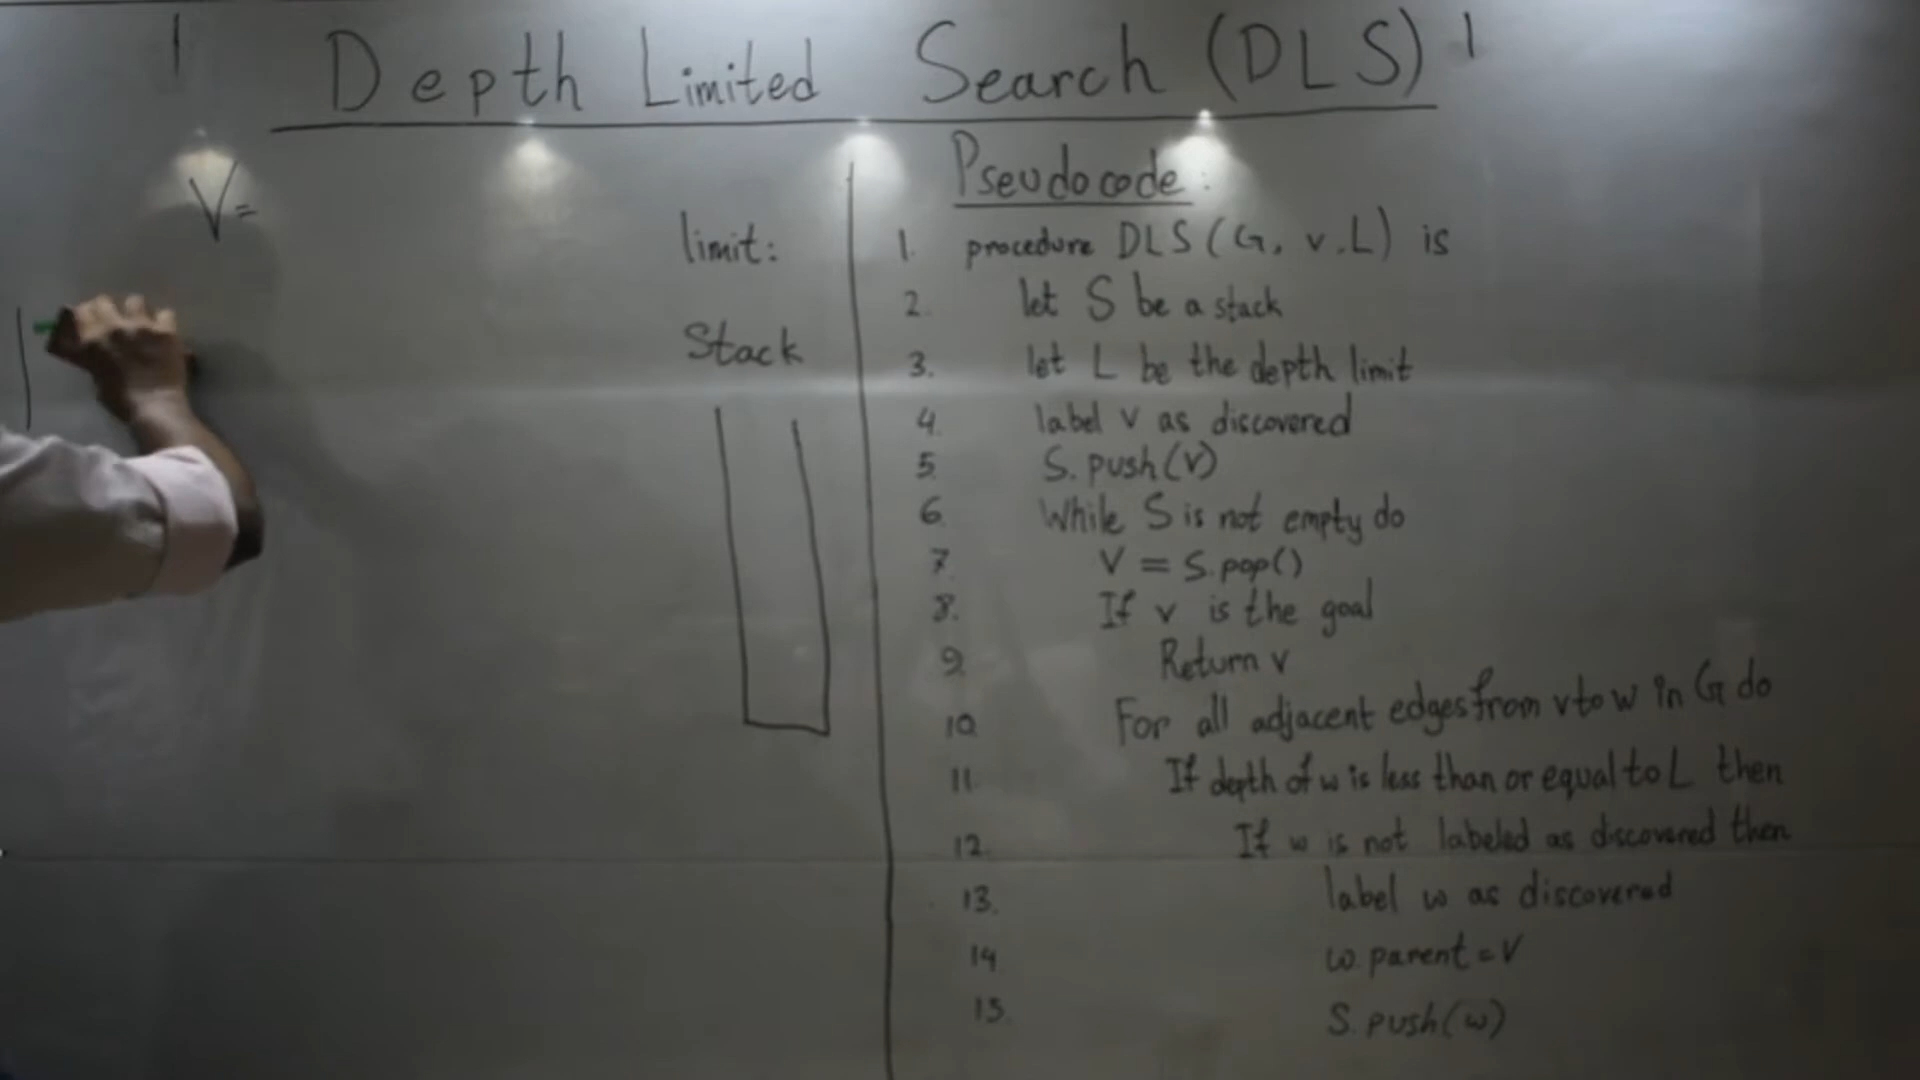 Depth Limited Search (DLS)
V=
limit:
Stack
Pseudocode:
1. procedure DLS (G, v, L) is
2. let S be a stack
3. let L be the depth limit
4. label v as discovered
5. S.push(v)
6. While S is not empty do
7. V = S.pop()
8. If v is the goal
9. Return v
10. For all adjacent edges from v to w in G do
11. If depth of w is less than or equal to L then
12. If w is not labeled as discovered then
13. label w as discovered
14. w.parent = V
15. S.push(w)